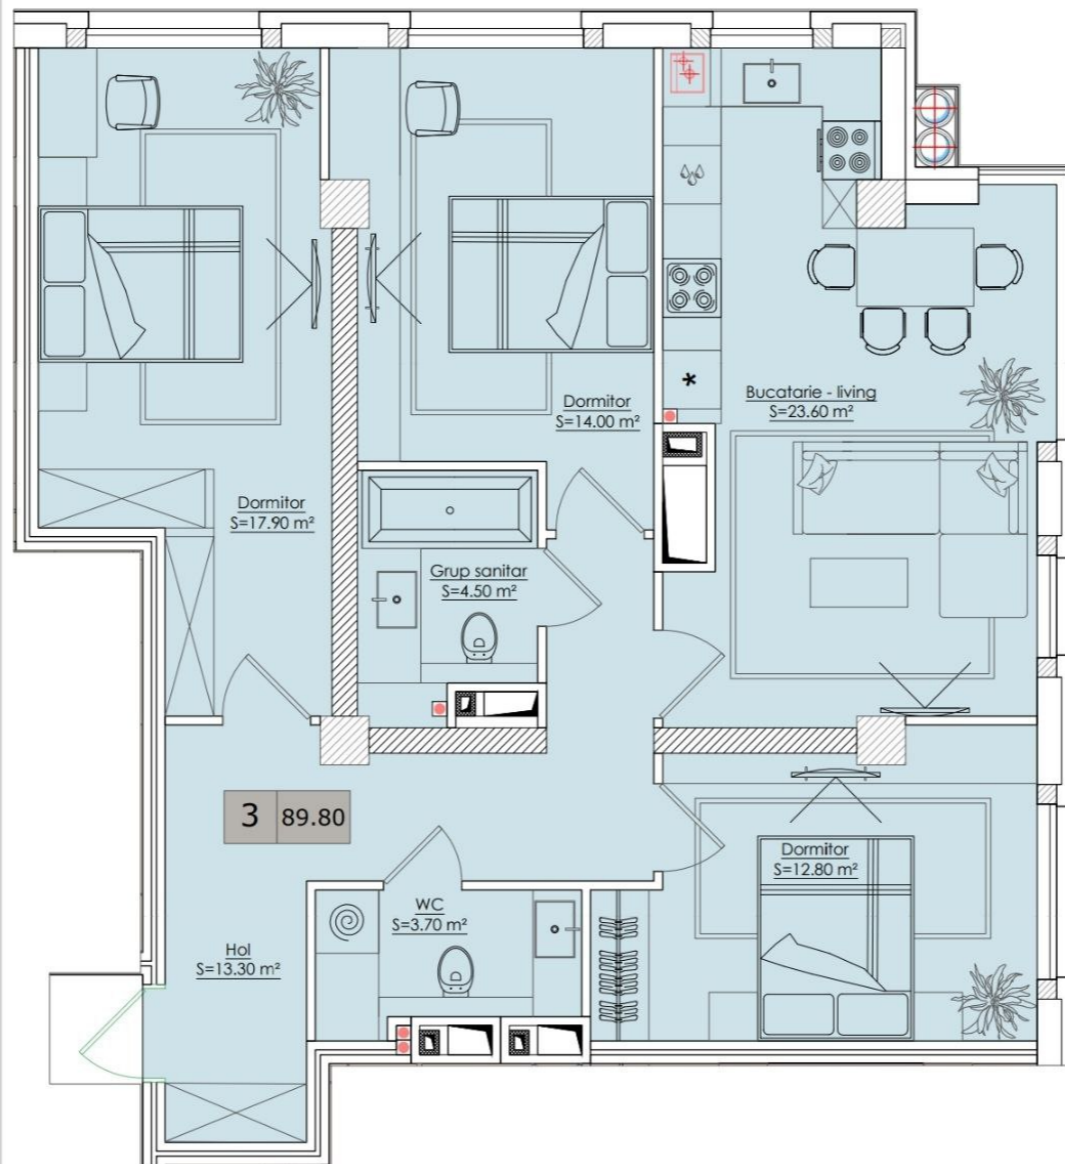 Dormitor
S=14.00 m²
Bucatarie - living
S=23.60 m²
Dormitor
S=17.90 m²
Grup sanitar
S=4.50 m²
3 89.80
Dormitor
S=12.80 m²
WC
S=3.70 m²
Hol
S=13.30 m²